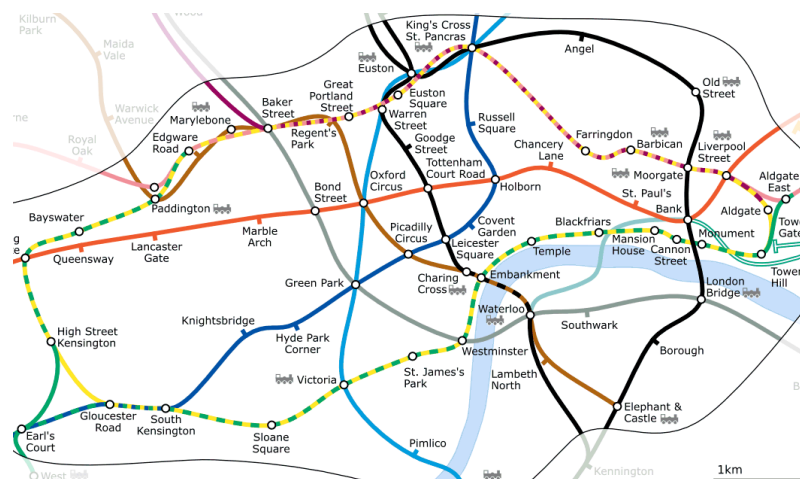 Kilburn
Park
Wood
Maida
Vale
Warwick
Avenue
Royal
Oak
King's Cross
St. Pancras
Angel
Euston
Old
Street
Great
Portland
Street
Euston
Square
Baker
Street
Marylebone
Edgware
Road
Regent's
Park
Warren
Street
Russell
Square
Goodge
Street
Farringdon
Barbican
Liverpool
Street
Chancery
Lane
Moorgate
Aldgate
East
Tottenham
Court Road
Oxford
Circus
Bond
Street
Holborn
St. Paul's
Bank
Aldgate
Paddington
Bayswater
Marble
Arch
Lancaster
Gate
Queensway
Picadilly
Circus
Covent
Garden
Leicester
Square
Blackfriars
Temple
Mansion
House
Cannon
Street
Monument
Tower
Hill
Charing
Cross
Embankment
Green Park
London
Bridge
Waterloo
Southwark
High Street
Kensington
Knightsbridge
Hyde Park
Corner
Westminster
Borough
St. James's
Park
Victoria
Lambeth
North
Gloucester
Road
South
Kensington
Sloane
Square
Elephant &
Castle
Earl's
Court
Pimlico
West
Kennington
1km